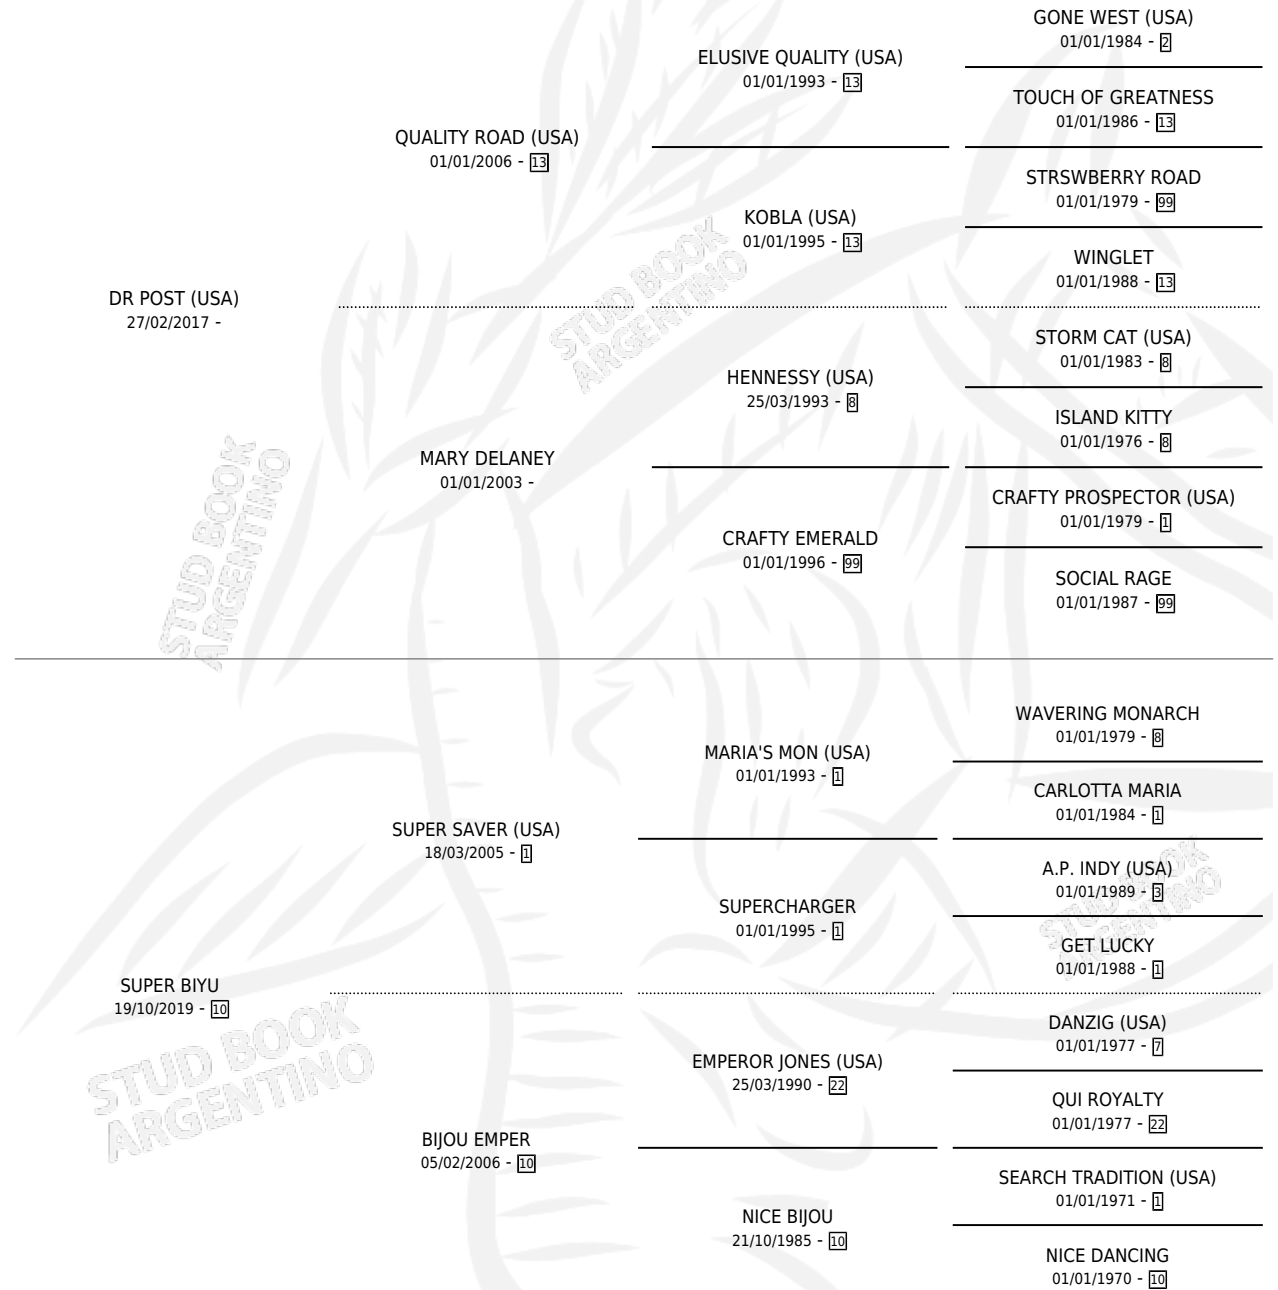 GONE WEST (USA)
01/01/1984 - 2
ELUSIVE QUALITY (USA)
01/01/1993 - 13
TOUCH OF GREATNESS
01/01/1986 - 13
QUALITY ROAD (USA)
01/01/2006 - 13
STRSWBERRY ROAD
01/01/1979 - 99
KOBLA (USA)
01/01/1995 - 13
WINGLET
01/01/1988 - 13
DR POST (USA)
27/02/2017 -
STORM CAT (USA)
01/01/1983 - 8
HENNESSY (USA)
25/03/1993 - 8
ISLAND KITTY
01/01/1976 - 8
MARY DELANEY
01/01/2003 -
CRAFTY PROSPECTOR (USA)
01/01/1979 - 1
CRAFTY EMERALD
01/01/1996 - 99
SOCIAL RAGE
01/01/1987 - 99
WAVERING MONARCH
01/01/1979 - 8
MARIA'S MON (USA)
01/01/1993 - 1
CARLOTTA MARIA
01/01/1984 - 1
SUPER SAVER (USA)
18/03/2005 - 1
A.P. INDY (USA)
01/01/1989 - 3
SUPERCHARGER
01/01/1995 - 1
GET LUCKY
01/01/1988 - 1
SUPER BIYU
19/10/2019 - 10
DANZIG (USA)
01/01/1977 - 7
EMPEROR JONES (USA)
25/03/1990 - 22
QUI ROYALTY
01/01/1977 - 22
BIJOU EMPER
05/02/2006 - 10
SEARCH TRADITION (USA)
01/01/1971 - 1
NICE BIJOU
21/10/1985 - 10
NICE DANCING
01/01/1970 - 10
STUD BOOK
ARGENTINO
STUD BOOK
ARGENTINO
STUD BOOK
ARGENTINO
STUD BOOK
ARGENTINO